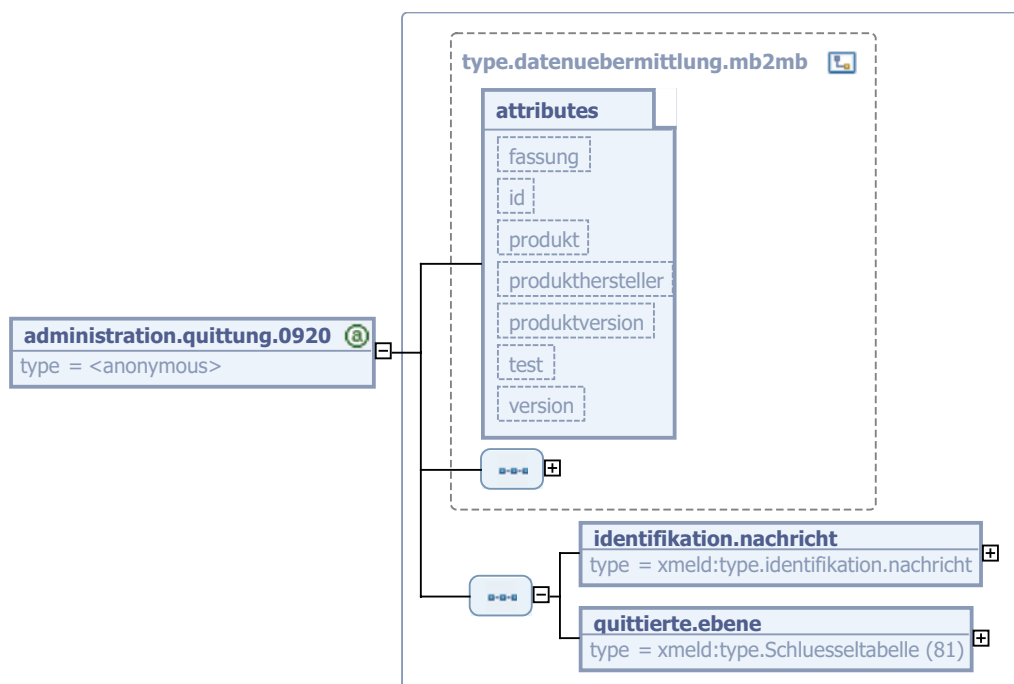 type.datenuebermittlung.mb2mb
attributes
fassung
id
produkt
produkthersteller
produktversion
test
version
administration.quittung.0920 a
type = <anonymous>
identifikation.nachricht
type = xmeld:type.identifikation.nachricht
quittierte.ebene
type = xmeld:type.Schluesseltabelle (81)